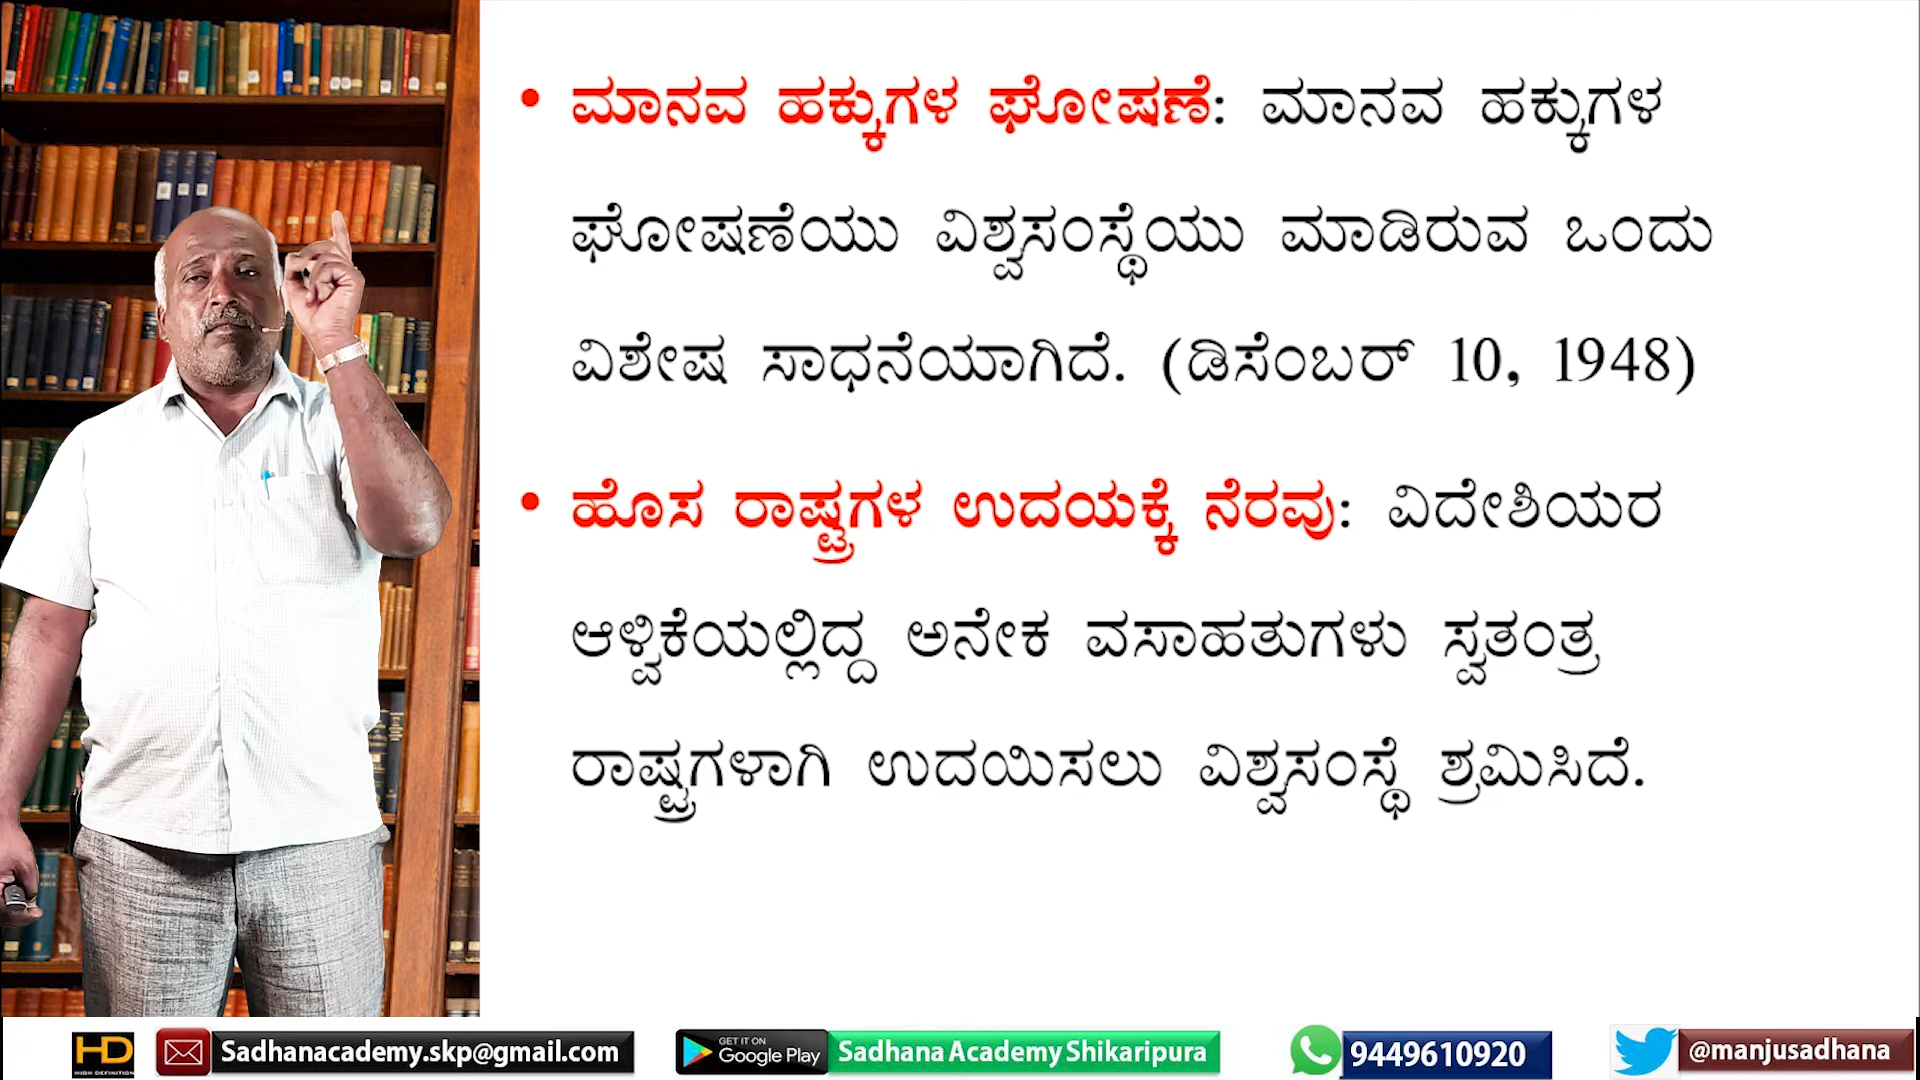 • ಮಾನವ ಹಕ್ಕುಗಳ ಘೋಷಣೆ: ಮಾನವ ಹಕ್ಕುಗಳ
ಘೋಷಣೆಯು ವಿಶ್ವಸಂಸ್ಥೆಯು ಮಾಡಿರುವ ಒಂದು
ವಿಶೇಷ ಸಾಧನೆಯಾಗಿದೆ. (ಡಿಸೆಂಬರ್ 10, 1948)
• ಹೊಸ ರಾಷ್ಟ್ರಗಳ ಉದಯಕ್ಕೆ ನೆರವು: ವಿದೇಶಿಯರ
ಆಳ್ವಿಕೆಯಲ್ಲಿದ್ದ ಅನೇಕ ವಸಾಹತುಗಳು ಸ್ವತಂತ್ರ
ರಾಷ್ಟ್ರಗಳಾಗಿ ಉದಯಿಸಲು ವಿಶ್ವಸಂಸ್ಥೆ ಶ್ರಮಿಸಿದೆ.
HD
HIGH DEFINITION
Sadhanacademy.skp@gmail.com
GET IT ON
Google Play
Sadhana Academy Shikaripura
9449610920
@manjusadhana